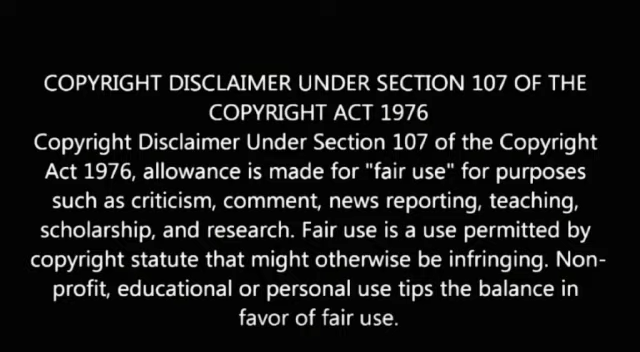 COPYRIGHT DISCLAIMER UNDER SECTION 107 OF THE
COPYRIGHT ACT 1976
Copyright Disclaimer Under Section 107 of the Copyright
Act 1976, allowance is made for "fair use" for purposes
such as criticism, comment, news reporting, teaching,
scholarship, and research. Fair use is a use permitted by
copyright statute that might otherwise be infringing. Non-
profit, educational or personal use tips the balance in
favor of fair use.